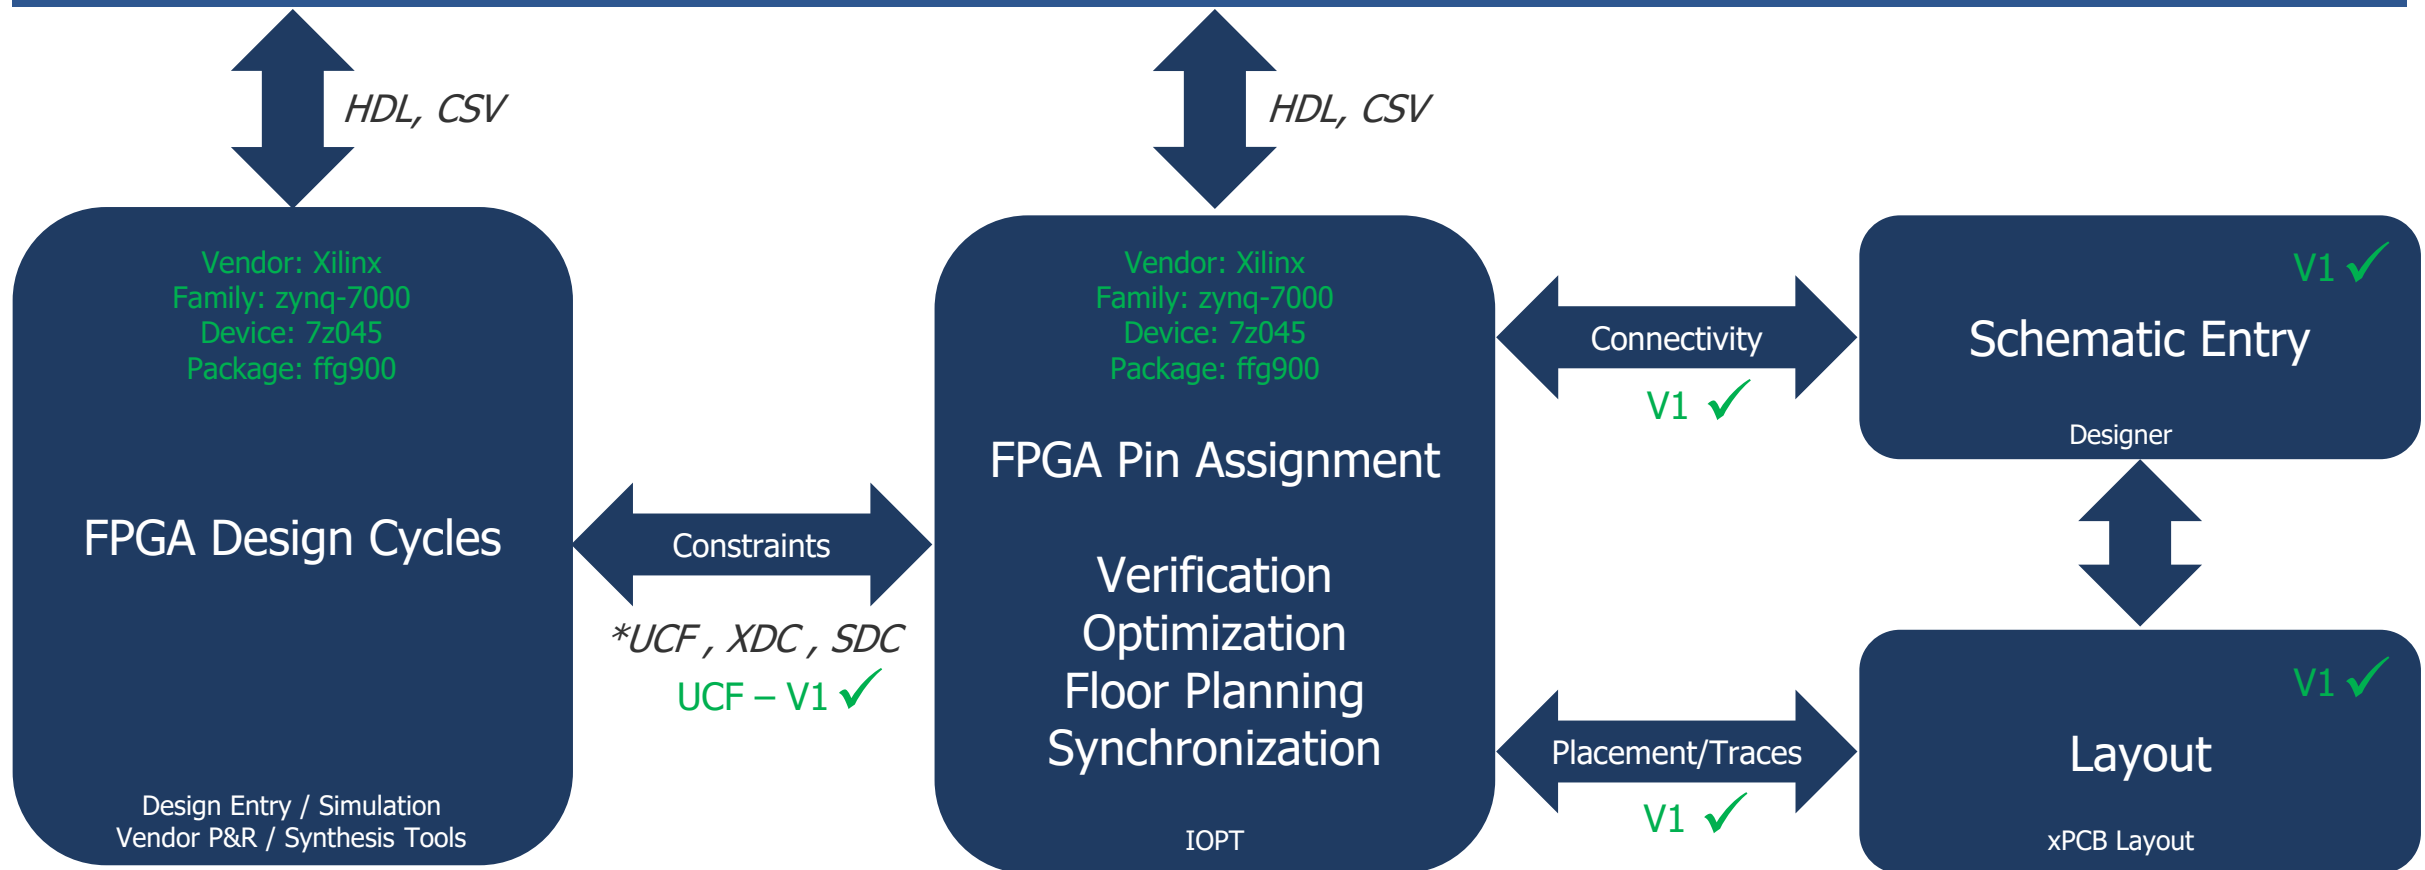 HDL, CSV
HDL, CSV
Vendor: Xilinx
Family: zynq-7000
Device: 7z045
Package: ffg900
FPGA Design Cycles
Design Entry / Simulation
Vendor P&R / Synthesis Tools
Constraints
*UCF , XDC , SDC
UCF – V1 ✓
Vendor: Xilinx
Family: zynq-7000
Device: 7z045
Package: ffg900
FPGA Pin Assignment
Verification
Optimization
Floor Planning
Synchronization
IOPT
Connectivity
V1 ✓
V1 ✓
Schematic Entry
Designer
Placement/Traces
V1 ✓
V1 ✓
Layout
xPCB Layout